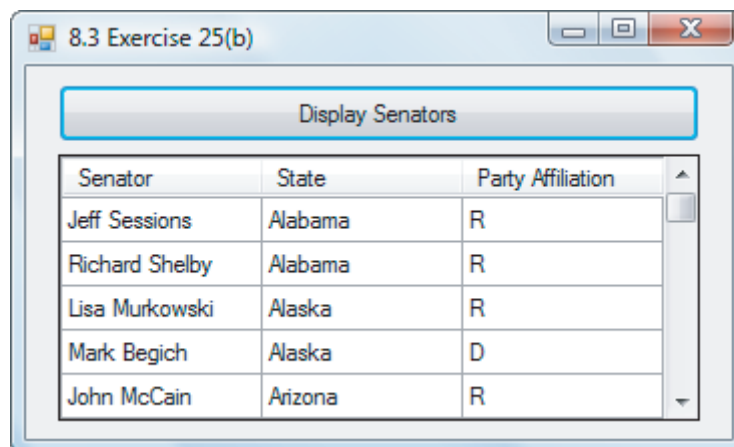 8.3 Exercise 25(b)
Display Senators
Senator State Party Affiliation
Jeff Sessions Alabama R
Richard Shelby Alabama R
Lisa Murkowski Alaska R
Mark Begich Alaska D
John McCain Arizona R